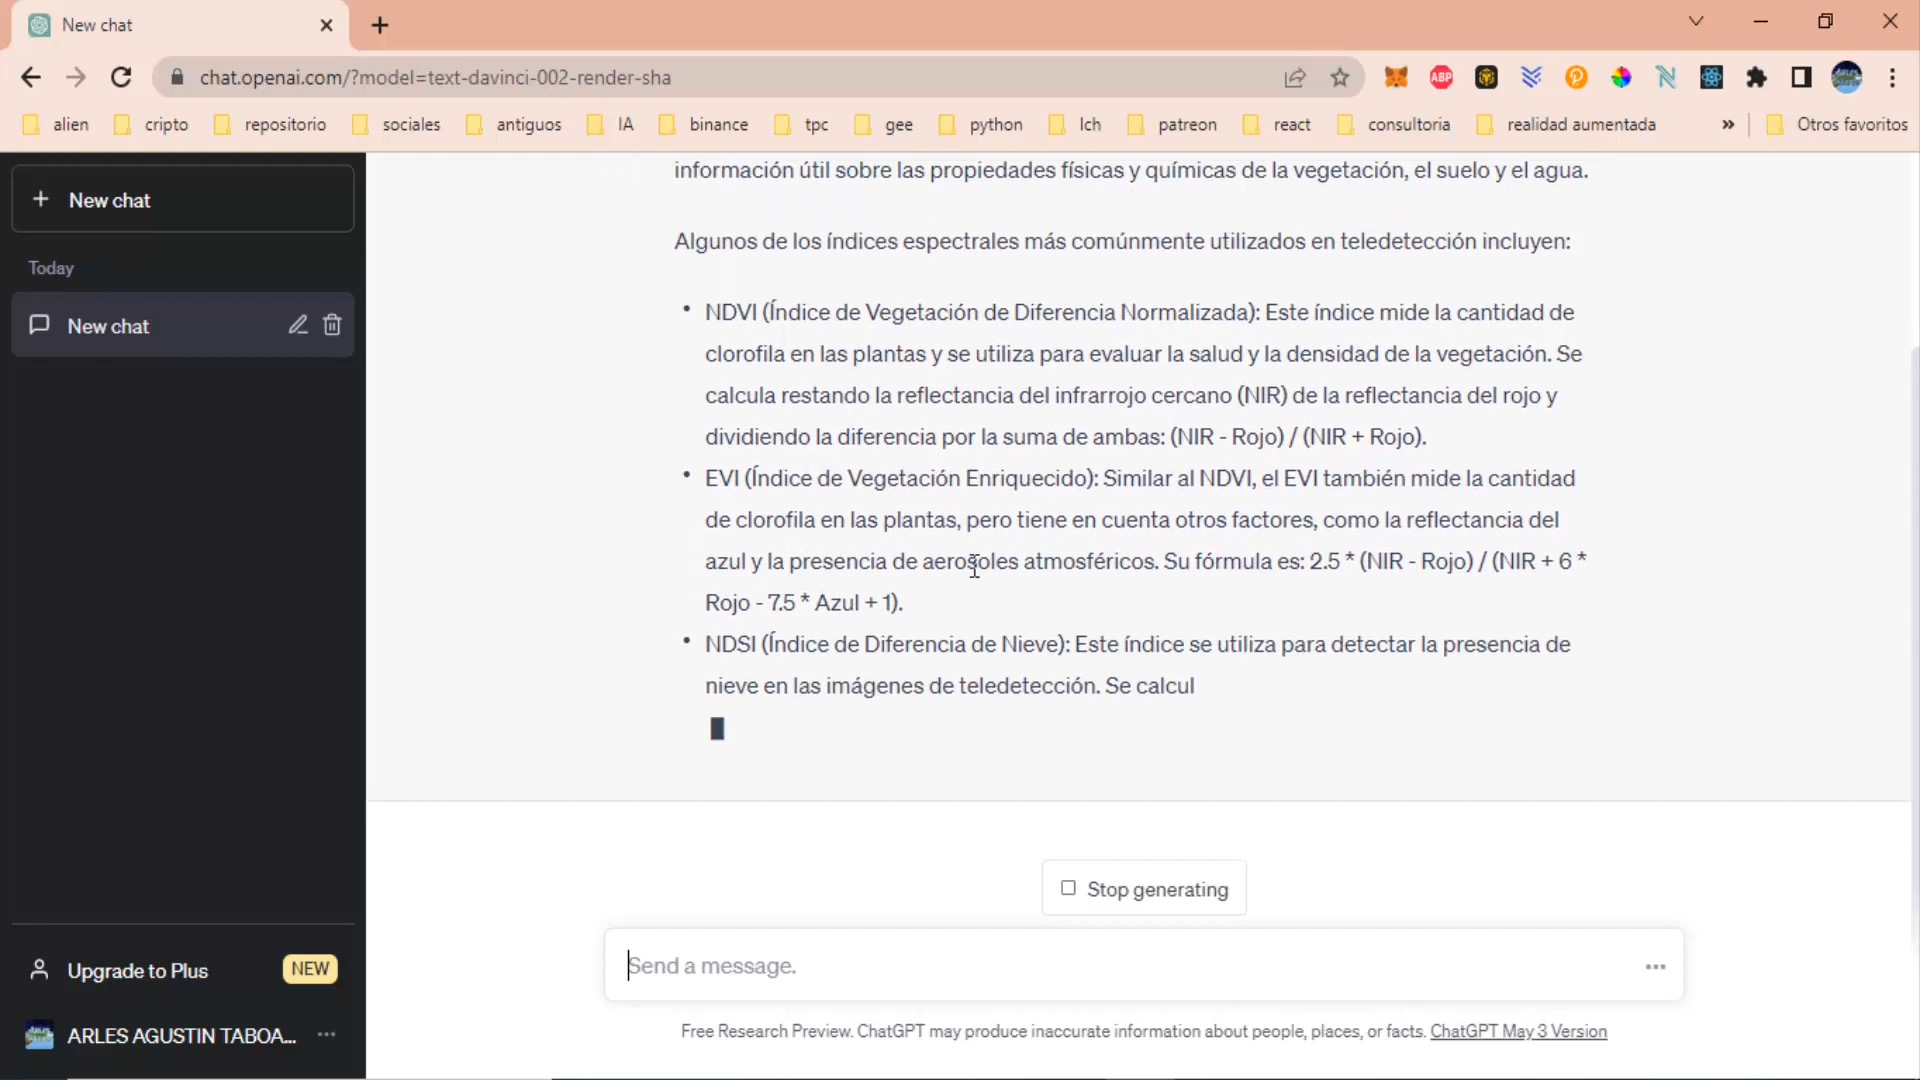 New chat
chat.openai.com/?model=text-davinci-002-render-sha
ABP
alien
cripto
repositorio
sociales
antiguos
IA
binance
tpc
gee
python
lch
patreon
react
consultoria
realidad aumentada
»
Otros favoritos
+ New chat
Today
New chat
Upgrade to Plus
NEW
ARLES AGUSTIN TABOA...
información útil sobre las propiedades físicas y químicas de la vegetación, el suelo y el agua.
Algunos de los índices espectrales más comúnmente utilizados en teledetección incluyen:
• NDVI (Índice de Vegetación de Diferencia Normalizada): Este índice mide la cantidad de
clorofila en las plantas y se utiliza para evaluar la salud y la densidad de la vegetación. Se
calcula restando la reflectancia del infrarrojo cercano (NIR) de la reflectancia del rojo y
dividiendo la diferencia por la suma de ambas: (NIR - Rojo) / (NIR + Rojo).
• EVI (Índice de Vegetación Enriquecido): Similar al NDVI, el EVI también mide la cantidad
de clorofila en las plantas, pero tiene en cuenta otros factores, como la reflectancia del
azul y la presencia de aerosoles atmosféricos. Su fórmula es: 2.5 * (NIR - Rojo) / (NIR + 6 *
Rojo - 7.5 * Azul + 1).
• NDSI (Índice de Diferencia de Nieve): Este índice se utiliza para detectar la presencia de
nieve en las imágenes de teledetección. Se calcul
Stop generating
Send a message.
Free Research Preview. ChatGPT may produce inaccurate information about people, places, or facts. ChatGPT May 3 Version